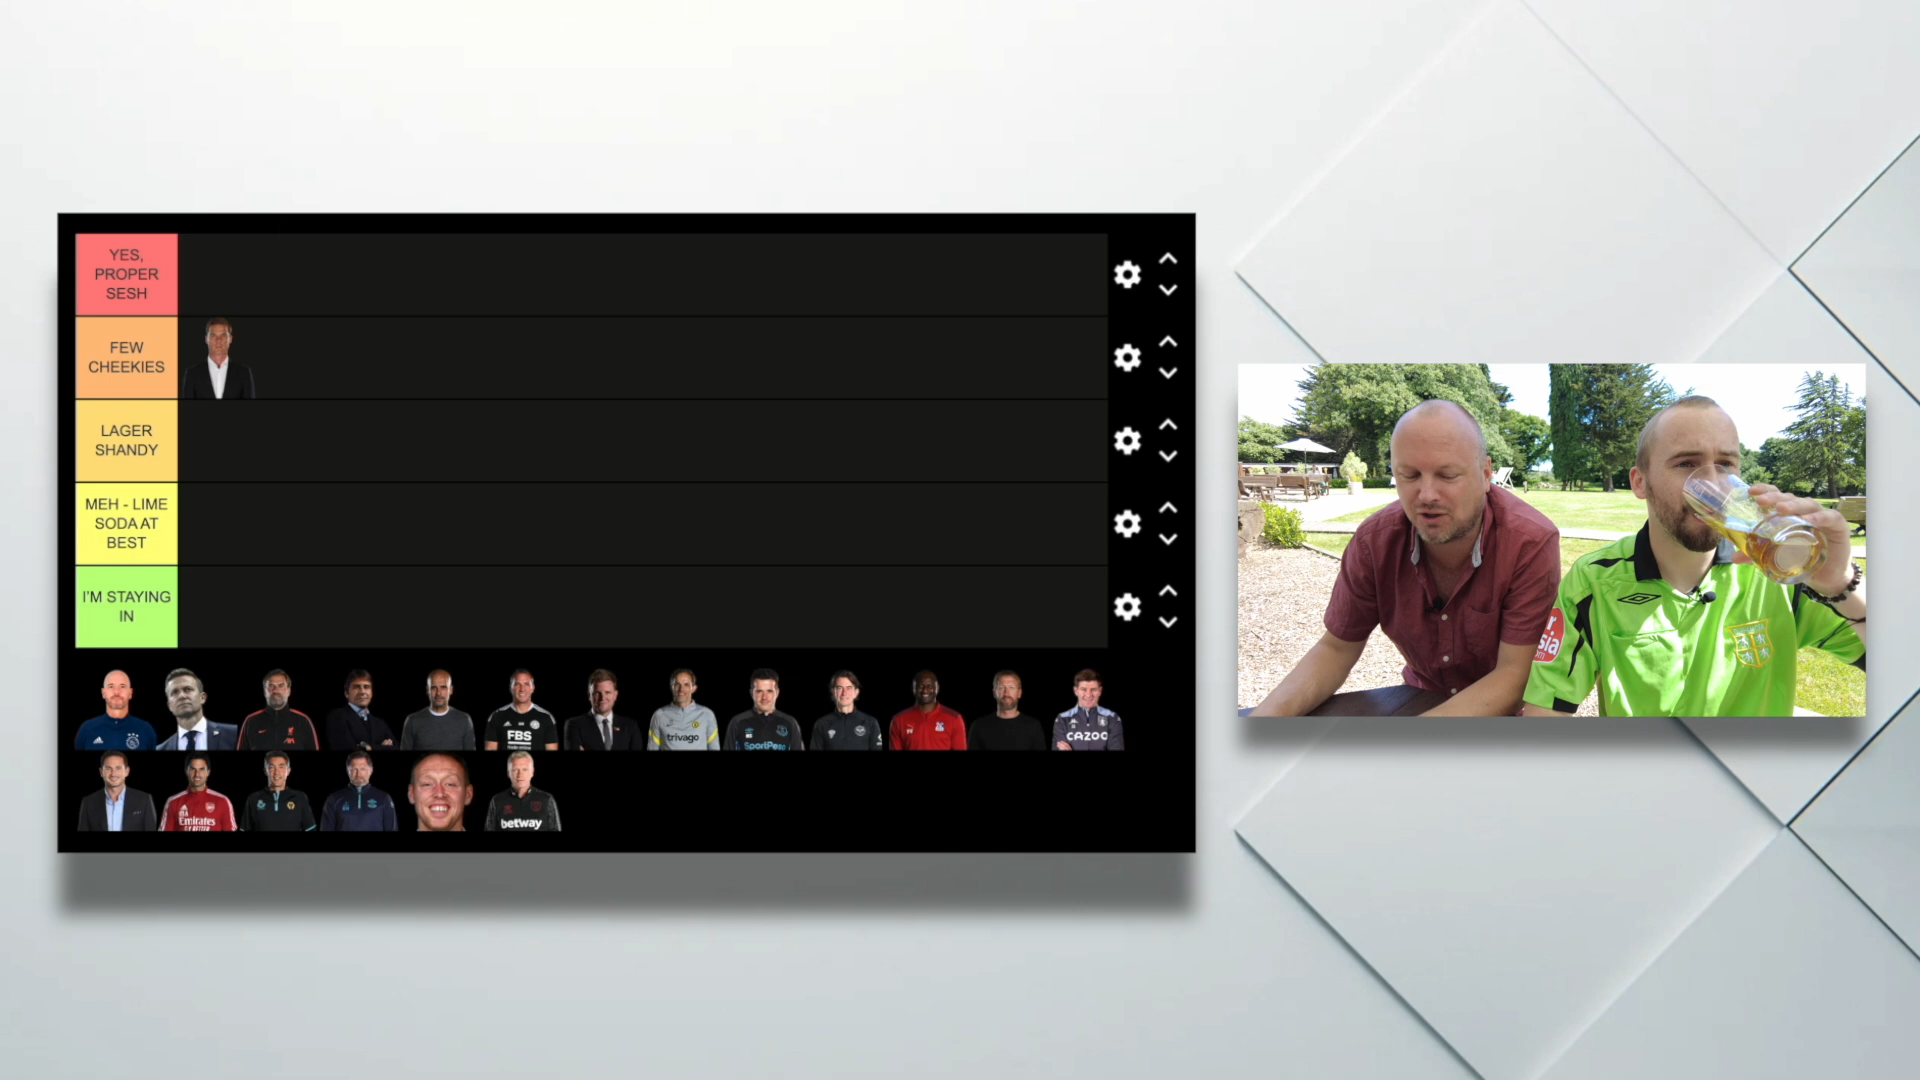 YES,
PROPER
SESH
FEW
CHEEKIES
LAGER
SHANDY
MEH - LIME
SODA AT
BEST
I'M STAYING
IN
FBS
trivago
SportPesa
CAZOO
Emirates
betway